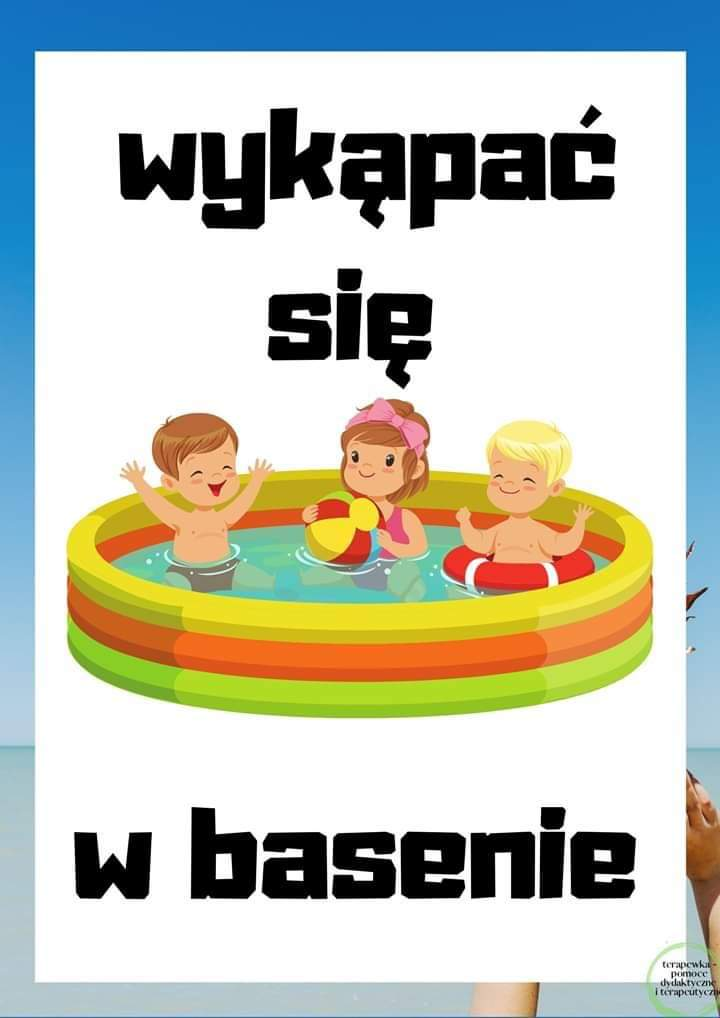 wykąpać
się
w basenie
terapewka -
pomoce
dydaktyczne
i terapeutyczne